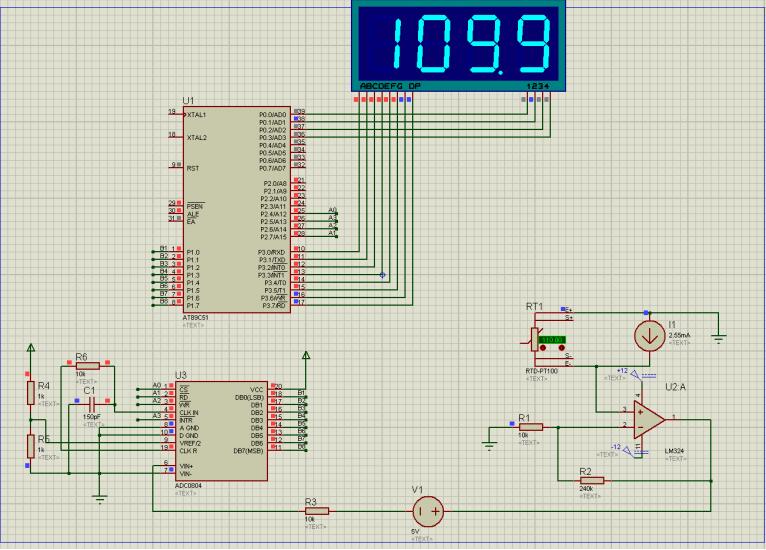 109.9
ABCDEFG DP
1234
U1
19 XTAL1
18 XTAL2
9 RST
29 PSEN
30 ALE
31 EA
B1 1 P1.0
B2 2 P1.1
B3 3 P1.2
B4 4 P1.3
B5 5 P1.4
B6 6 P1.5
B7 7 P1.6
B8 8 P1.7
P0.0/AD0 39
P0.1/AD1 38
P0.2/AD2 37
P0.3/AD3 36
P0.4/AD4 35
P0.5/AD5 34
P0.6/AD6 33
P0.7/AD7 32
P2.0/A8 21
P2.1/A9 22
P2.2/A10 23
P2.3/A11 24
P2.4/A12 25 A0
P2.5/A13 26
P2.6/A14 27
P2.7/A15 28
P3.0/RXD 10
P3.1/TXD 11
P3.2/INT0 12
P3.3/INT1 13
P3.4/T0 14
P3.5/T1 15
P3.6/WR 16
P3.7/RD 17
AT89C51
<TEXT>
RT1
E+
S+
110.00
S-
E-
RTD-PT100
<TEXT>
I1
2.55mA
<TEXT>
R6
10k
<TEXT>
R4
1k
<TEXT>
C1
150pF
<TEXT>
R5
1k
<TEXT>
U3
A0 1 CS
A1 2 RD
A2 3 WR
4 CLK IN
A3 5 INTR
8 A GND
10 D GND
9 VREF/2
19 CLK R
6 VIN+
7 VIN-
VCC 20
DB0(LSB) 18 B1
DB1 17
DB2 16
DB3 15
DB4 14
DB5 13
DB6 12
DB7(MSB) 11
ADC0804
<TEXT>
+12
<TEXT>
U2:A
4
3
2
1
11
-12
<TEXT>
LM324
<TEXT>
R1
10k
<TEXT>
R2
240k
<TEXT>
R3
10k
<TEXT>
V1
5V
<TEXT>